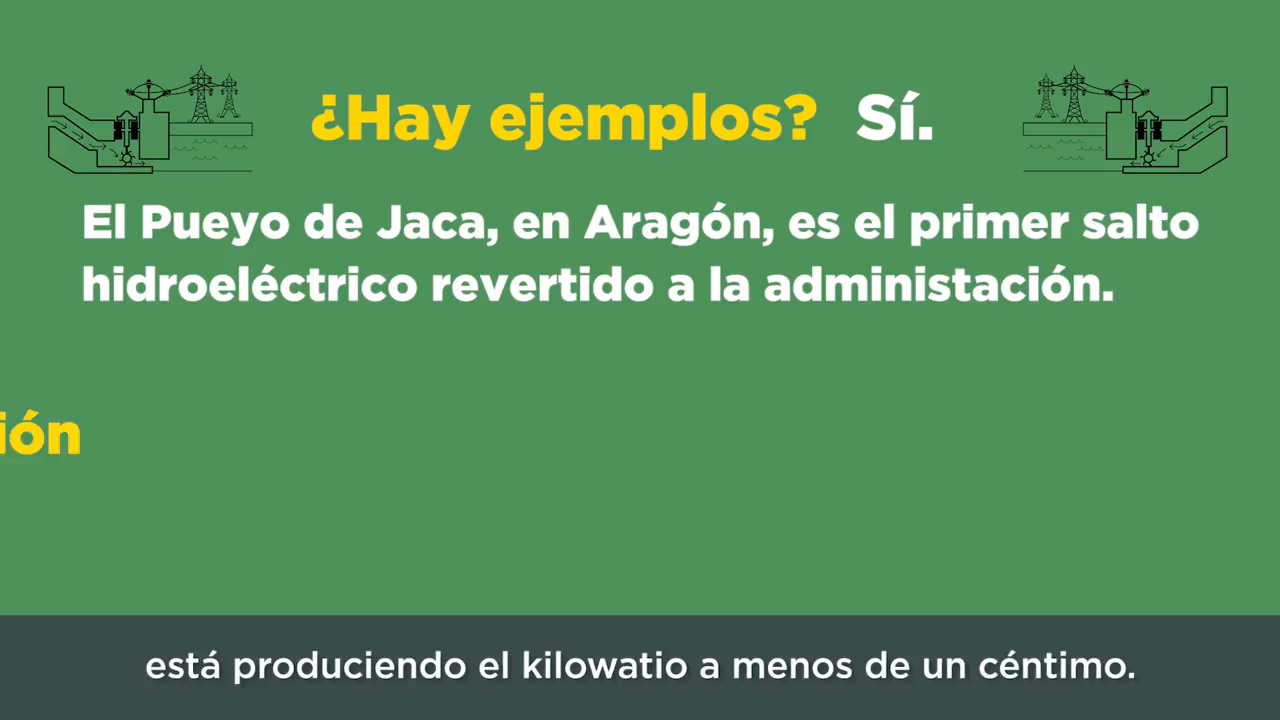 ¿Hay ejemplos? Sí.
El Pueyo de Jaca, en Aragón, es el primer salto
hidroeléctrico revertido a la administación.
ión
está produciendo el kilowatio a menos de un céntimo.